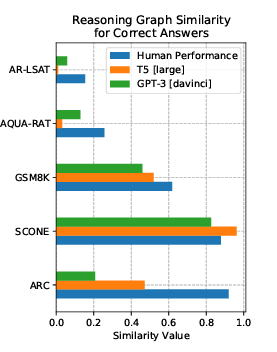 Reasoning Graph Similarity
for Correct Answers
Human Performance
T5 [large]
GPT-3 [davinci]
AR-LSAT
AQUA-RAT
GSM8K
SCONE
ARC
0.0 0.2 0.4 0.6 0.8 1.0
Similarity Value